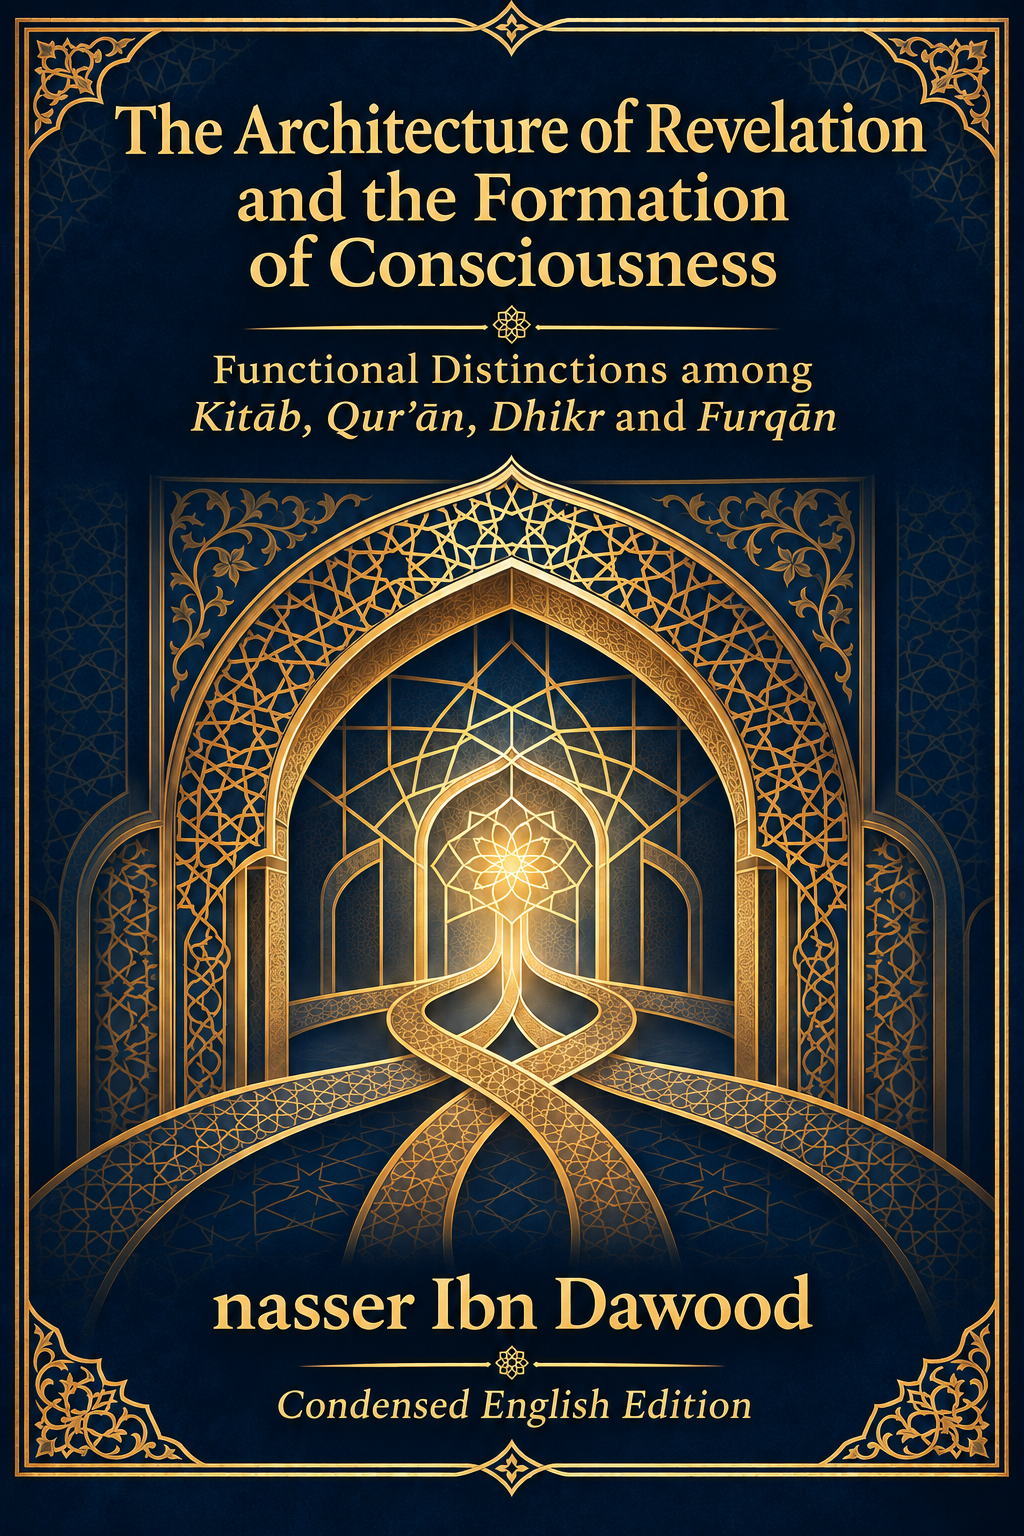 The Architecture of Revelation
and the Formation
of Consciousness
Functional Distinctions among
Kitāb, Qur’ān, Dhikr and Furqān
nasser Ibn Dawood
Condensed English Edition